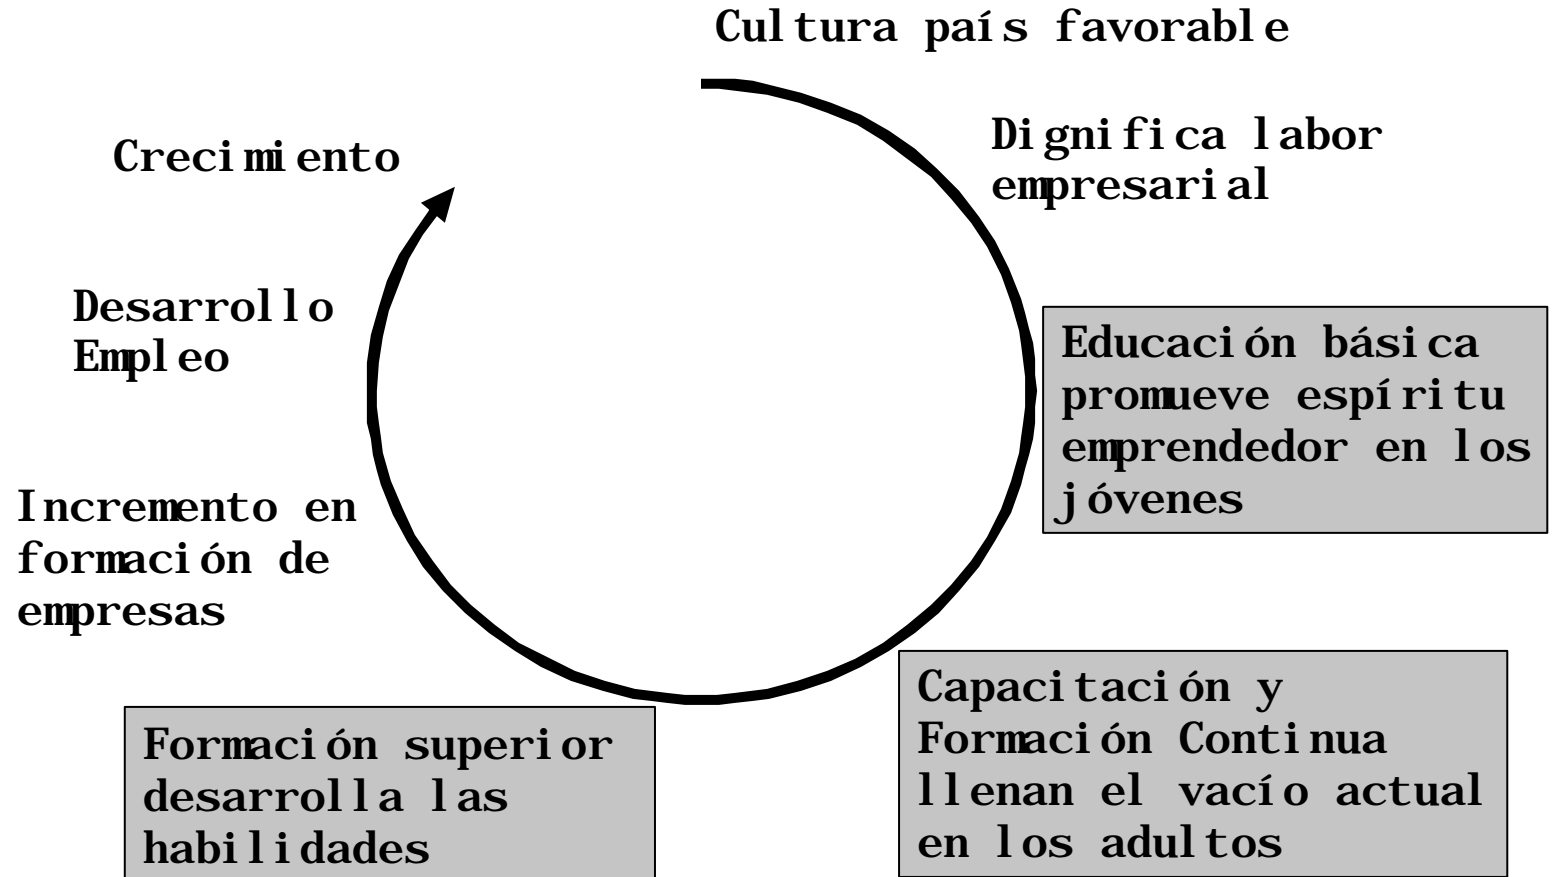 Cultura país favorable
Dignifica labor
empresarial
Educación básica
promueve espíritu
emprendedor en los
jóvenes
Capacitación y
Formación Continua
llenan el vacío actual
en los adultos
Formación superior
desarrolla las
habilidades
Incremento en
formación de
empresas
Desarrollo
Empleo
Crecimiento